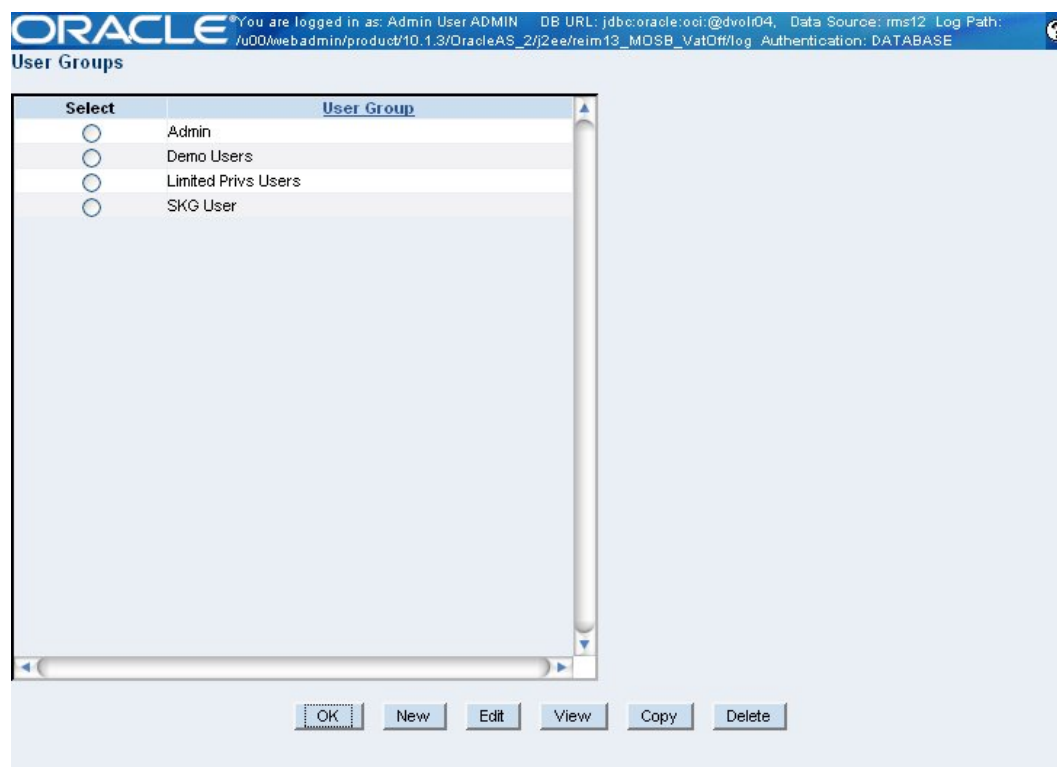 ORACLE® You are logged in as: Admin User ADMIN DB URL: jdbc:oracle:oci:@dvolr04, Data Source: rms12 Log Path:
/u00/webadmin/product/10.1.3/OracleAS_2/j2ee/reim13_MOSB_VatOff/log Authentication: DATABASE
User Groups
Select User Group
Admin
Demo Users
Limited Privs Users
SKG User
OK New Edit View Copy Delete